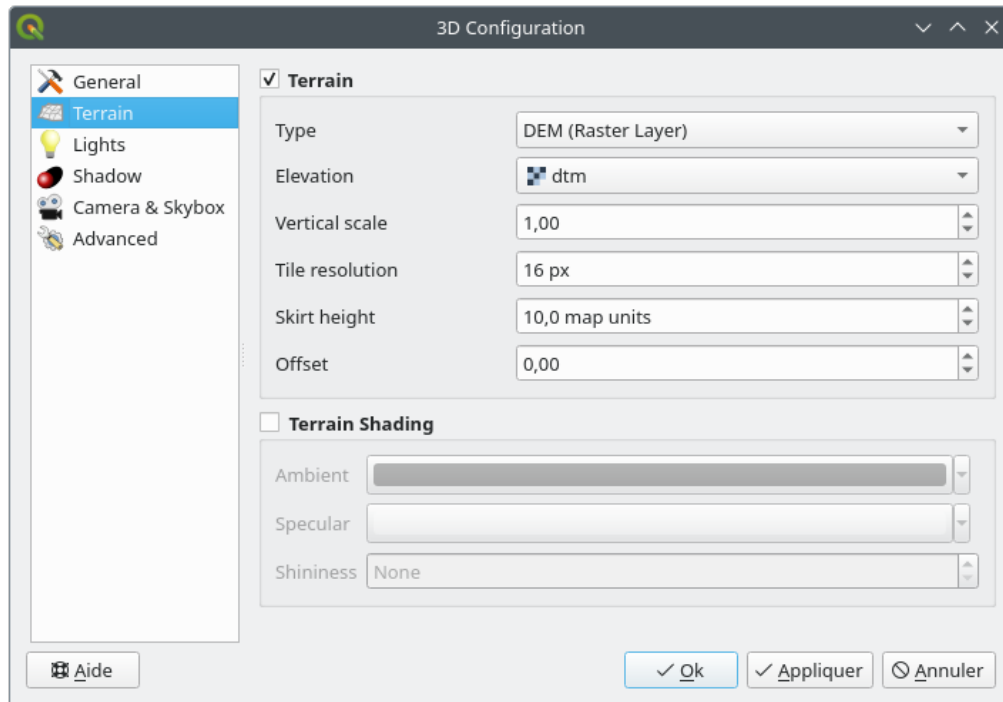 3D Configuration
General
Terrain
Lights
Shadow
Camera & Skybox
Advanced
Terrain
Type DEM (Raster Layer)
Elevation dtm
Vertical scale 1,00
Tile resolution 16 px
Skirt height 10,0 map units
Offset 0,00
Terrain Shading
Ambient
Specular
Shininess None
Aide Ok Appliquer Annuler